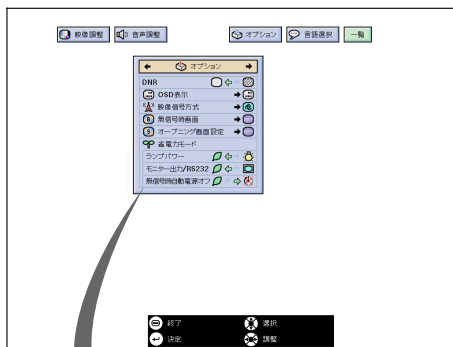 映像調整 音声調整 オプション 言語選択 一覧
オプション
DNR
OSD表示
映像信号方式
無信号時画面
オープニング画面設定
省電力モード
ランプパワー
モニター出力/RS232
無信号時自動電源オフ
終了 選択
決定 調整